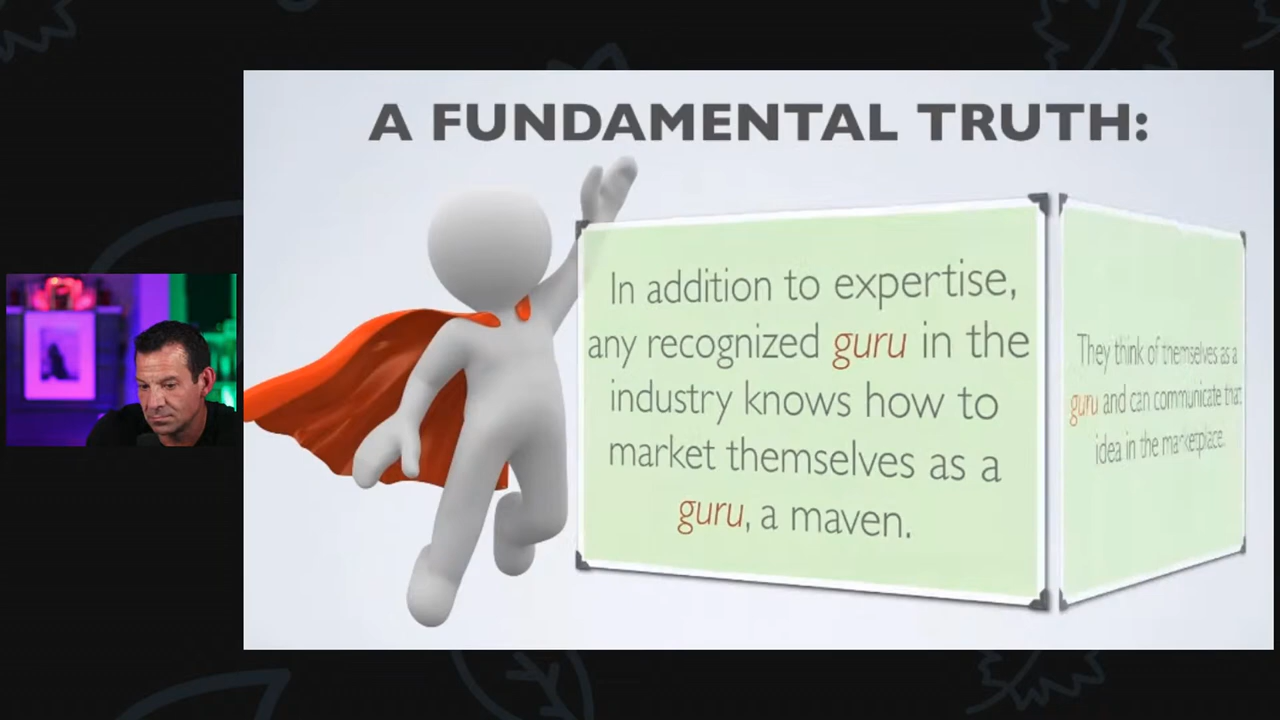 A FUNDAMENTAL TRUTH:
In addition to expertise,
any recognized guru in the
industry knows how to
market themselves as a
guru, a maven.
They think of themselves as a
guru and can communicate that
idea in the marketplace.